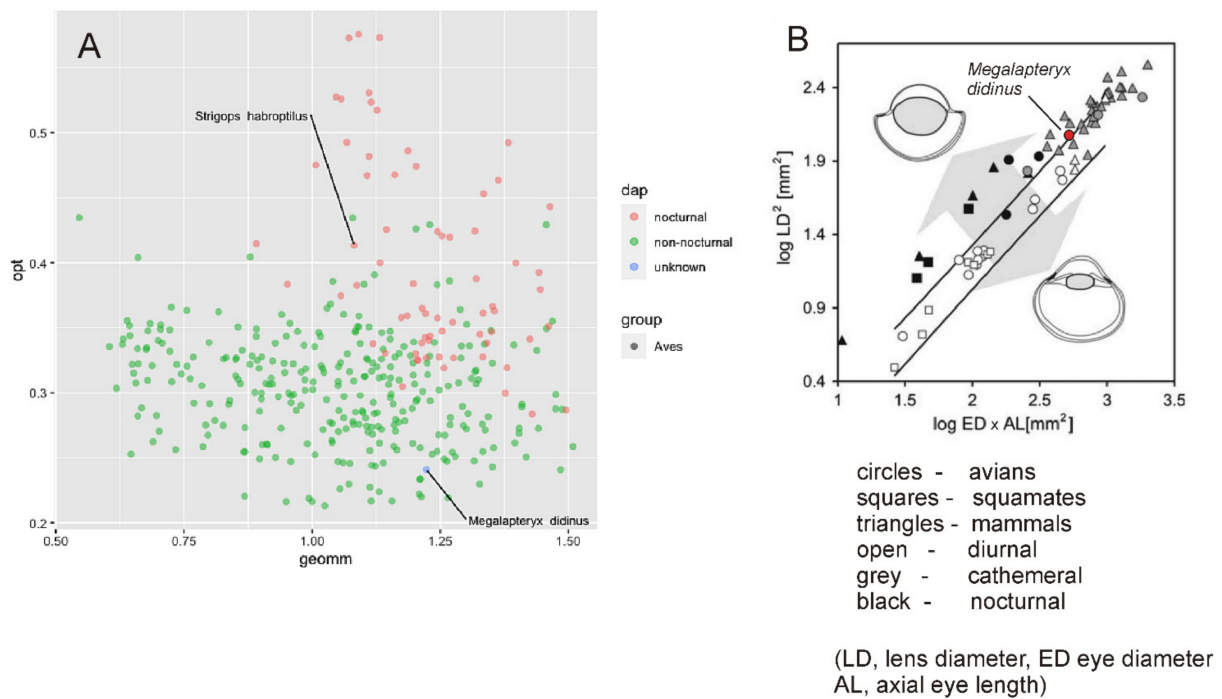 A
Strigops habroptilus
0.5
0.4
0.3
0.2
opt
0.50
0.75
1.00
1.25
1.50
geomm
Megalapteryx didinus
dap
nocturnal
non-nocturnal
unknown
group
Aves
B
Megalapteryx
didinus
2.4
1.9
1.4
0.9
0.4
log LD² [mm²]
1
1.5
2
2.5
3
3.5
log ED x AL[mm²]
circles - avians
squares - squamates
triangles - mammals
open - diurnal
grey - cathemeral
black - nocturnal
(LD, lens diameter, ED eye diameter
AL, axial eye length)